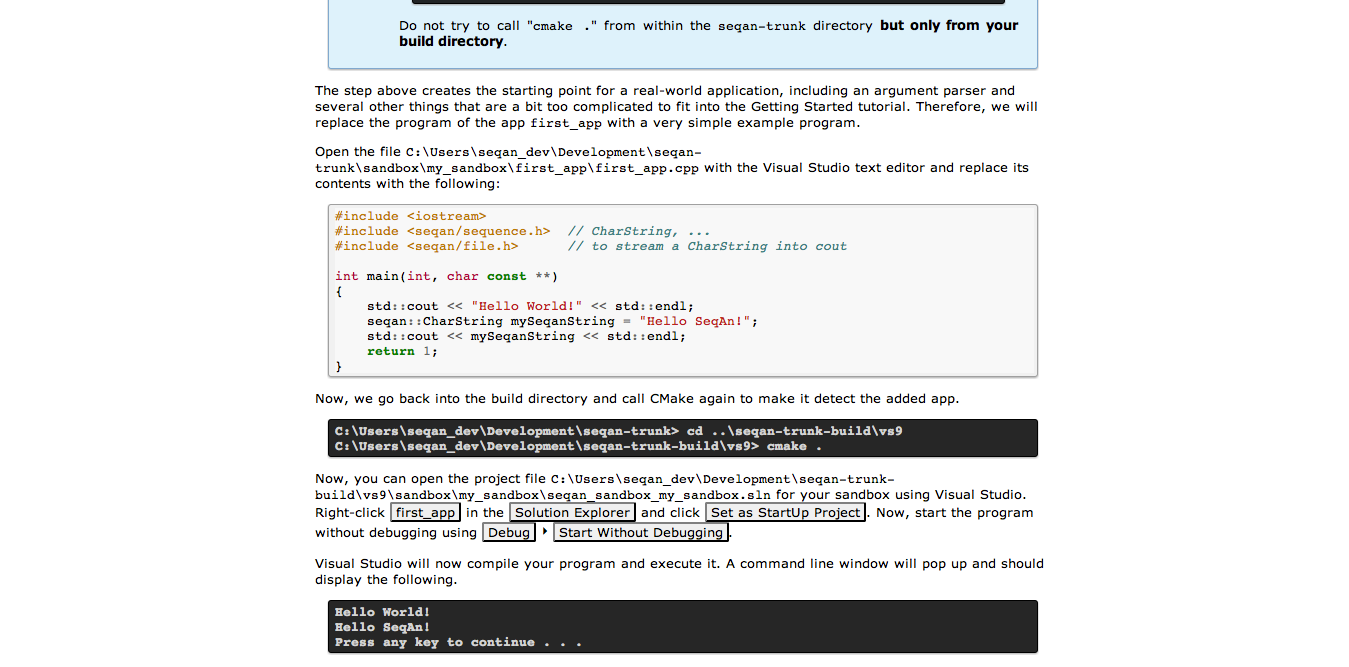 Do not try to call "cmake ." from within the seqan-trunk directory but only from your
build directory.
The step above creates the starting point for a real-world application, including an argument parser and
several other things that are a bit too complicated to fit into the Getting Started tutorial. Therefore, we will
replace the program of the app first_app with a very simple example program.
Open the file C:\Users\seqan_dev\Development\seqan-
trunk\sandbox\my_sandbox\first_app\first_app.cpp with the Visual Studio text editor and replace its
contents with the following:
#include <iostream>
#include <seqan/sequence.h>  // CharString, ...
#include <seqan/file.h>      // to stream a CharString into cout
int main(int, char const **)
{
    std::cout << "Hello World!" << std::endl;
    seqan::CharString mySeqanString = "Hello SeqAn!";
    std::cout << mySeqanString << std::endl;
    return 1;
}
Now, we go back into the build directory and call CMake again to make it detect the added app.
C:\Users\seqan_dev\Development\seqan-trunk> cd ..\seqan-trunk-build\vs9
C:\Users\seqan_dev\Development\seqan-trunk-build\vs9> cmake .
Now, you can open the project file C:\Users\seqan_dev\Development\seqan-trunk-
build\vs9\sandbox\my_sandbox\seqan_sandbox_my_sandbox.sln for your sandbox using Visual Studio.
Right-click first_app in the Solution Explorer and click Set as StartUp Project. Now, start the program
without debugging using Debug ‣ Start Without Debugging.
Visual Studio will now compile your program and execute it. A command line window will pop up and should
display the following.
Hello World!
Hello SeqAn!
Press any key to continue . . .